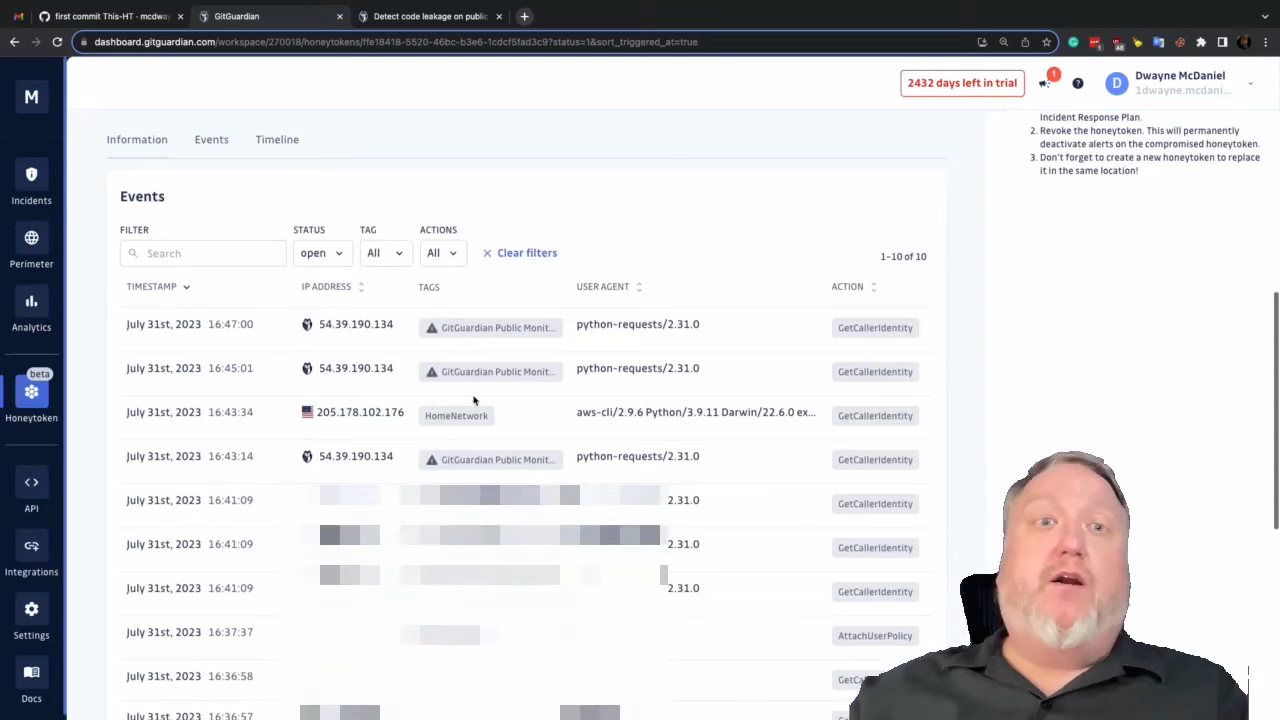 first commit This-HT · mcdwa
GitGuardian
Detect code leakage on public
dashboard.gitguardian.com/workspace/270018/honeytokens/ffe18418-5520-46bc-b3e6-1cdcf5fad3c9?status=1&sort_triggered_at=true
M
2432 days left in trial
1
?
D
Dwayne McDaniel
1dwayne.mcdani...
Incidents
Perimeter
Analytics
beta
Honeytoken
API
Integrations
Settings
Docs
Information Events Timeline
Incident Response Plan.
2. Revoke the honeytoken. This will permanently
deactivate alerts on the compromised honeytoken.
3. Don't forget to create a new honeytoken to replace
it in the same location!
Events
FILTER STATUS TAG ACTIONS
Search open All All Clear filters
1-10 of 10
TIMESTAMP IP ADDRESS TAGS USER AGENT ACTION
July 31st, 2023 16:47:00 54.39.190.134 GitGuardian Public Monit... python-requests/2.31.0 GetCallerIdentity
July 31st, 2023 16:45:01 54.39.190.134 GitGuardian Public Monit... python-requests/2.31.0 GetCallerIdentity
July 31st, 2023 16:43:34 205.178.102.176 HomeNetwork aws-cli/2.9.6 Python/3.9.11 Darwin/22.6.0 ex... GetCallerIdentity
July 31st, 2023 16:43:14 54.39.190.134 GitGuardian Public Monit... python-requests/2.31.0 GetCallerIdentity
July 31st, 2023 16:41:09 2.31.0 GetCallerIdentity
July 31st, 2023 16:41:09 2.31.0 GetCallerIdentity
July 31st, 2023 16:41:09 2.31.0 GetCallerIdentity
July 31st, 2023 16:37:37 AttachUserPolicy
July 31st, 2023 16:36:58 GetCal
July 31st, 2023 16:36:57